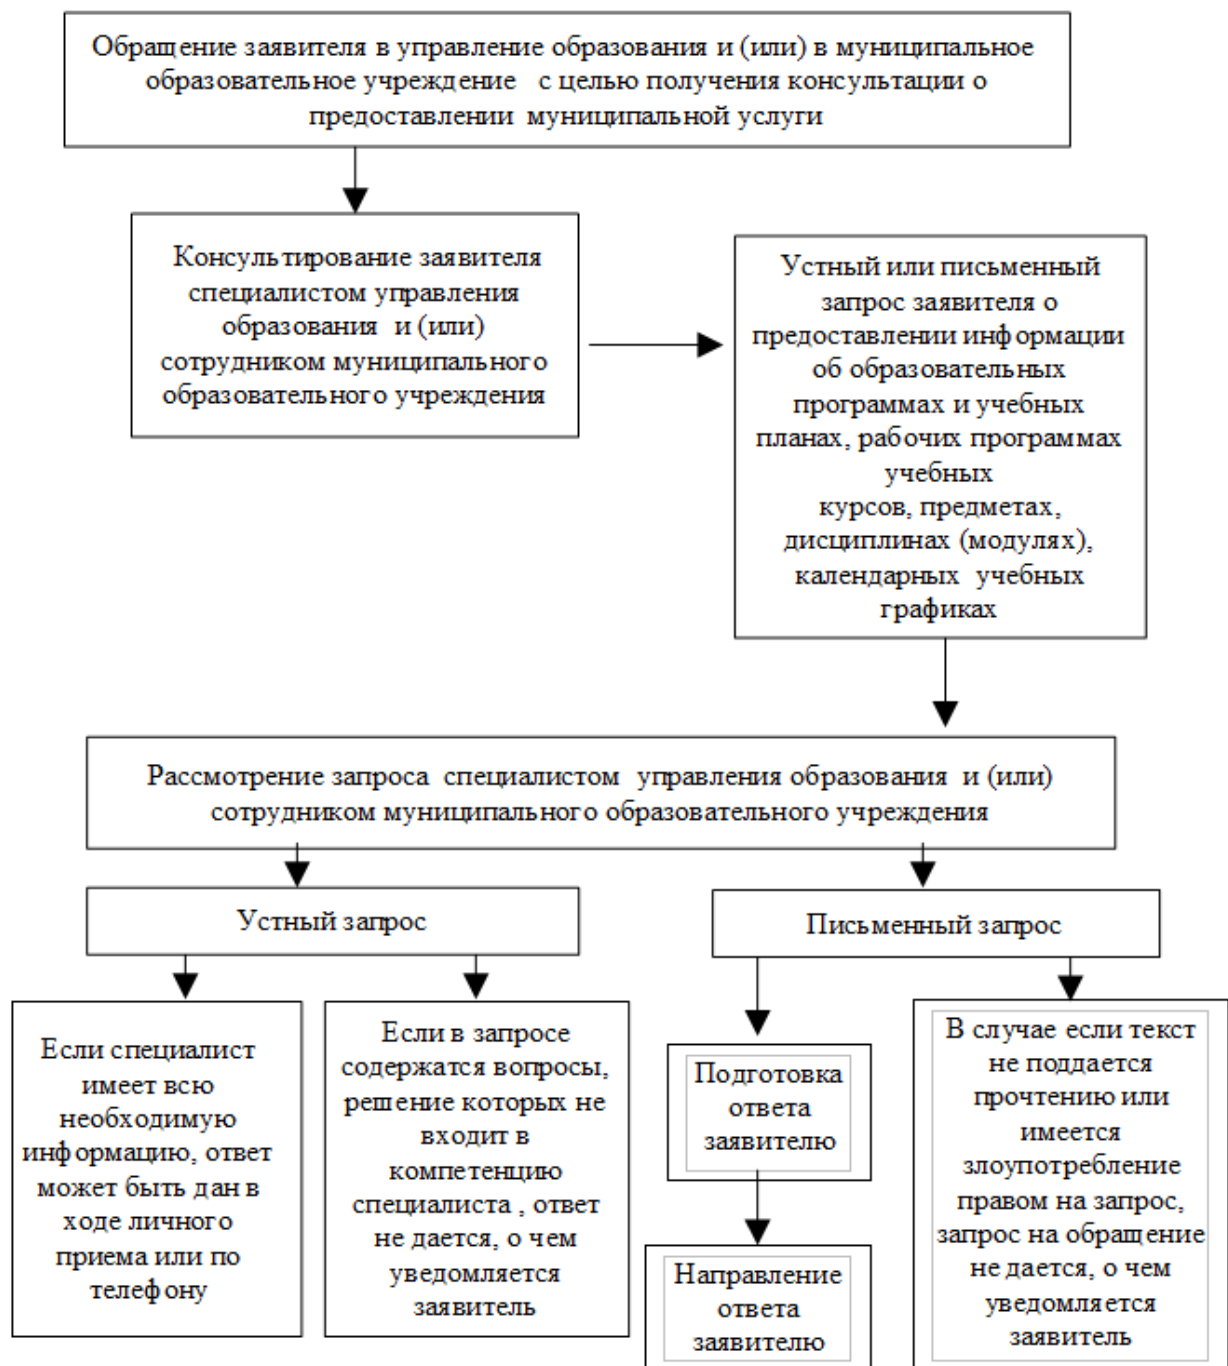 Обращение заявителя в управление образования и (или) в муниципальное
образовательное учреждение с целью получения консультации о
предоставлении муниципальной услуги
Консультирование заявителя
специалистом управления
образования и (или)
сотрудником муниципального
образовательного учреждения
Устный или письменный
запрос заявителя о
предоставлении информации
об образовательных
программах и учебных
планах, рабочих программах
учебных
курсов, предметах,
дисциплинах (модулях),
календарных учебных
графиках
Рассмотрение запроса специалистом управления образования и (или)
сотрудником муниципального образовательного учреждения
Устный запрос
Письменный запрос
Если специалист
имеет всю
необходимую
информацию, ответ
может быть дан в
ходе личного
приема или по
телефону
Если в запросе
содержатся вопросы,
решение которых не
входит в
компетенцию
специалиста , ответ
не дается, о чем
уведомляется
заявитель
Подготовка
ответа
заявителю
Направление
ответа
заявителю
В случае если текст
не поддается
прочтению или
имеется
злоупотребление
правом на запрос,
запрос на обращение
не дается, о чем
уведомляется
заявитель